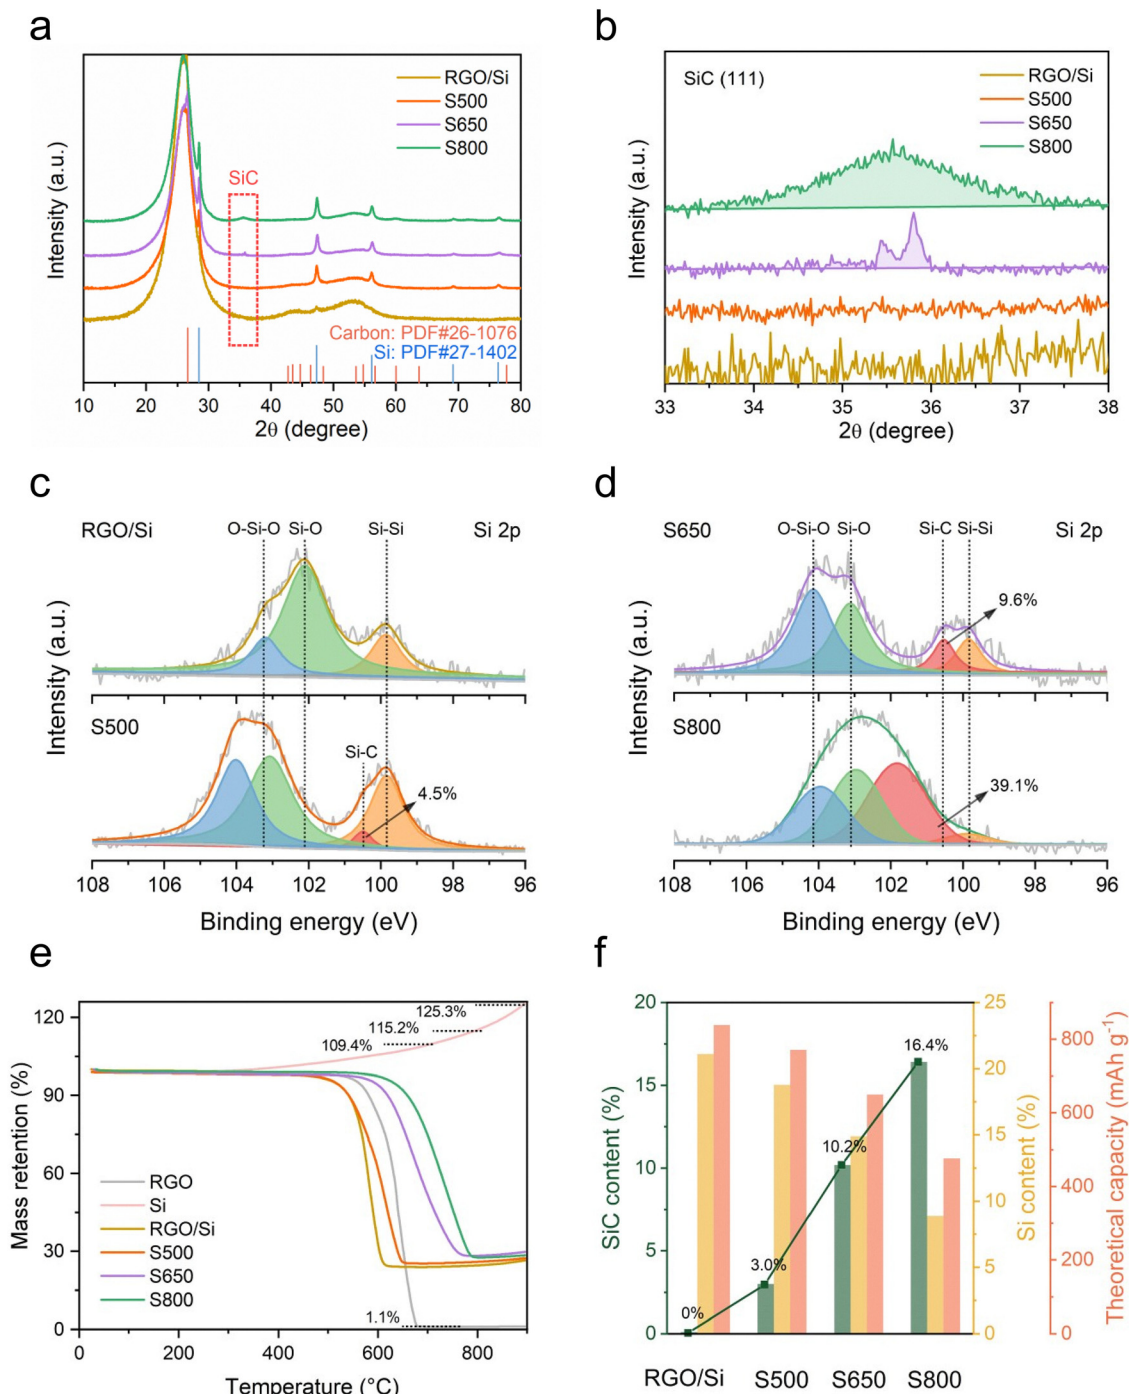 a
RGO/Si
S500
S650
S800
SiC
Carbon: PDF#26-1076
Si: PDF#27-1402
Intensity (a.u.)
10 20 30 40 50 60 70 80
2θ (degree)
b
SiC (111)
RGO/Si
S500
S650
S800
Intensity (a.u.)
33 34 35 36 37 38
2θ (degree)
c
RGO/Si
O-Si-O Si-O Si-Si
Si 2p
S500
Si-C
4.5%
Intensity (a.u.)
108 106 104 102 100 98 96
Binding energy (eV)
d
S650
O-Si-O Si-O Si-C Si-Si
Si 2p
9.6%
S800
39.1%
Intensity (a.u.)
108 106 104 102 100 98 96
Binding energy (eV)
e
125.3%
115.2%
109.4%
RGO
Si
RGO/Si
S500
S650
S800
1.1%
Mass retention (%)
120
90
60
30
0
0 200 400 600 800
Temperature (°C)
f
SiC content (%)
20
15
10
5
0
0%
3.0%
10.2%
16.4%
25
20
15
10
5
0
Si content (%)
800
600
400
200
0
Theoretical capacity (mAh g⁻¹)
RGO/Si S500 S650 S800